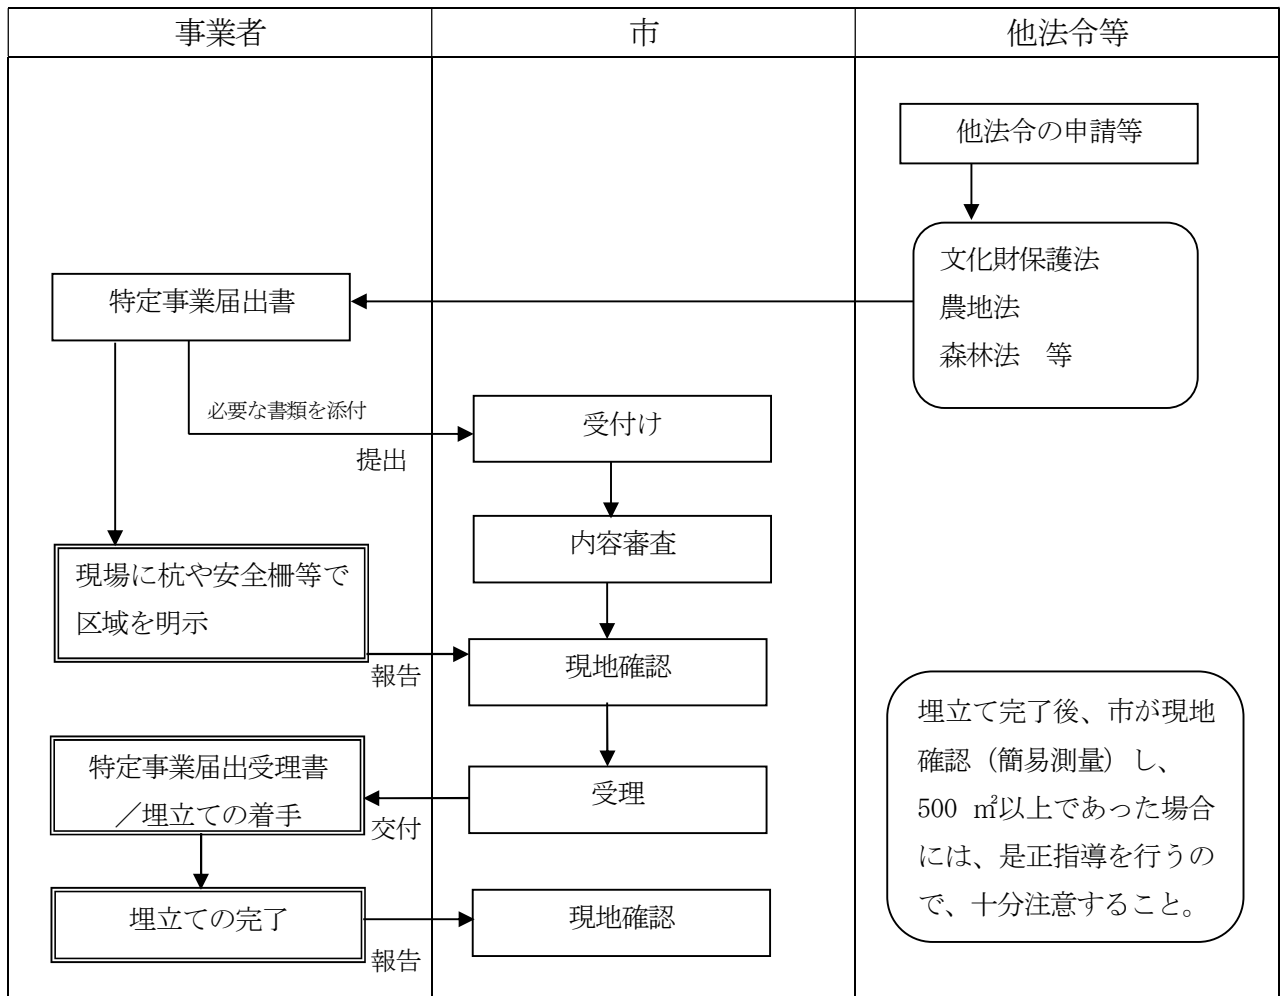 事業者
市
他法令等
他法令の申請等
文化財保護法
農地法
森林法　等
特定事業届出書
必要な書類を添付
提出
受付け
内容審査
現場に杭や安全柵等で
区域を明示
報告
現地確認
特定事業届出受理書
／埋立ての着手
交付
受理
埋立ての完了
報告
現地確認
埋立て完了後、市が現地
確認（簡易測量）し、
500 ㎡以上であった場合
には、是正指導を行うの
で、十分注意すること。